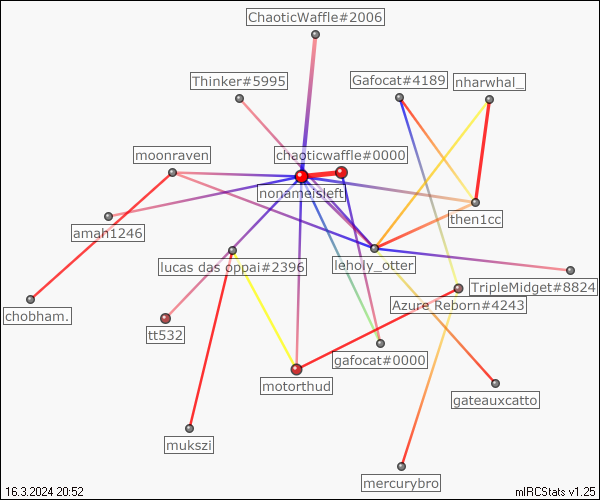 ChaoticWaffle#2006
Thinker#5995
Gafocat#4189
nharwhal_
moonraven
chaoticwaffle#0000
nonameisleft
then1cc
amah1246
lucas das oppai#2396
leholy_otter
TripleMidget#8824
Azure Reborn#4243
chobham.
tt532
gafocat#0000
motorthud
gateauxcatto
mukszi
mercurybro
16.3.2024 20:52
mIRCStats v1.25